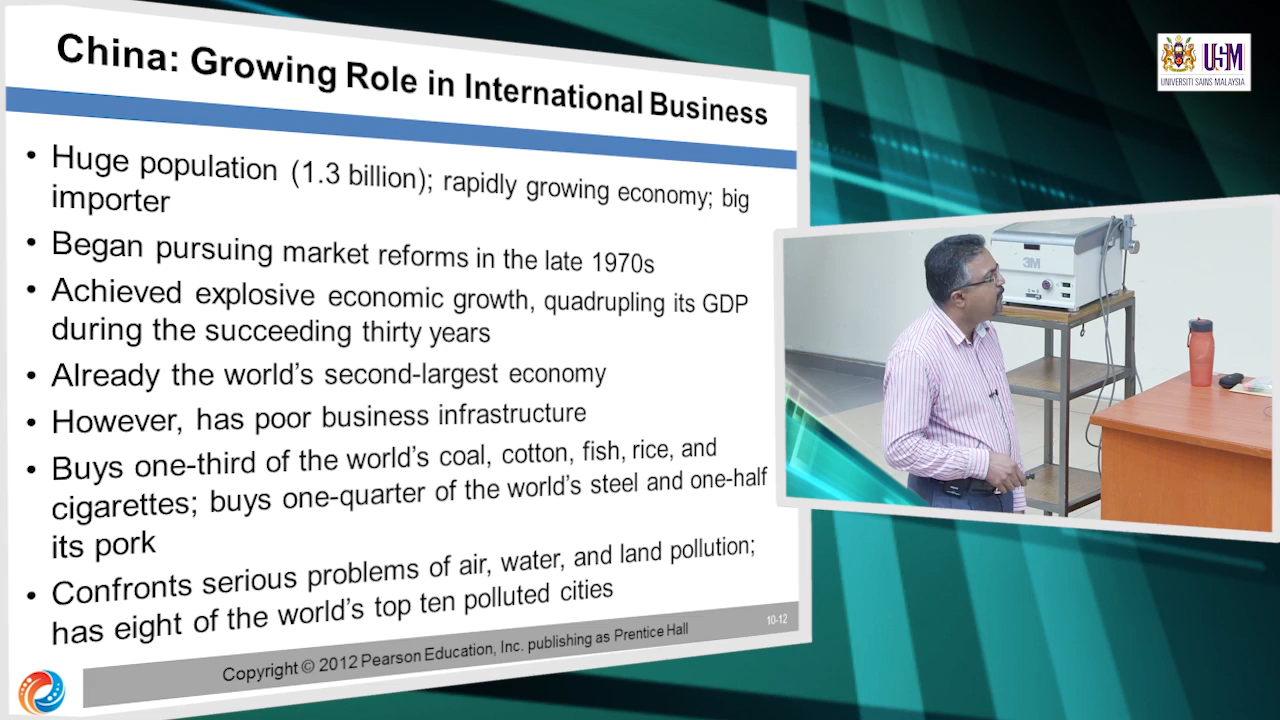 China: Growing Role in International Business
• Huge population (1.3 billion); rapidly growing economy; big
importer
• Began pursuing market reforms in the late 1970s
• Achieved explosive economic growth, quadrupling its GDP
during the succeeding thirty years
• Already the world's second-largest economy
• However, has poor business infrastructure
• Buys one-third of the world's coal, cotton, fish, rice, and
cigarettes; buys one-quarter of the world's steel and one-half
its pork
• Confronts serious problems of air, water, and land pollution;
has eight of the world's top ten polluted cities
10-12
Copyright © 2012 Pearson Education, Inc. publishing as Prentice Hall
USM
UNIVERSITI SAINS MALAYSIA
3M